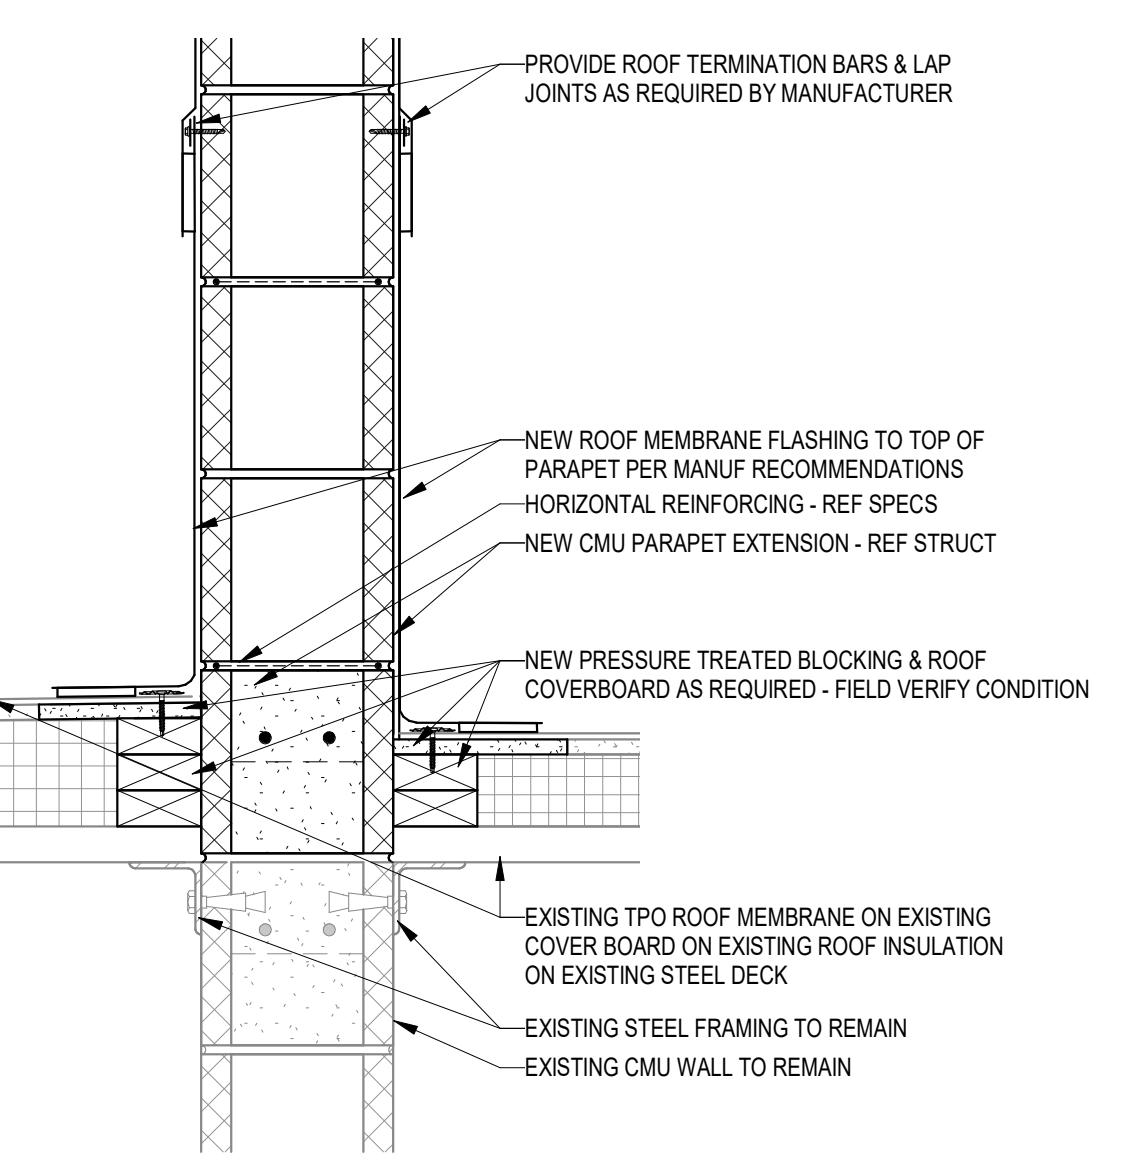 PROVIDE ROOF TERMINATION BARS & LAP
JOINTS AS REQUIRED BY MANUFACTURER
NEW ROOF MEMBRANE FLASHING TO TOP OF
PARAPET PER MANUF RECOMMENDATIONS
HORIZONTAL REINFORCING - REF SPECS
NEW CMU PARAPET EXTENSION - REF STRUCT
NEW PRESSURE TREATED BLOCKING & ROOF
COVERBOARD AS REQUIRED - FIELD VERIFY CONDITION
EXISTING TPO ROOF MEMBRANE ON EXISTING
COVER BOARD ON EXISTING ROOF INSULATION
ON EXISTING STEEL DECK
EXISTING STEEL FRAMING TO REMAIN
EXISTING CMU WALL TO REMAIN